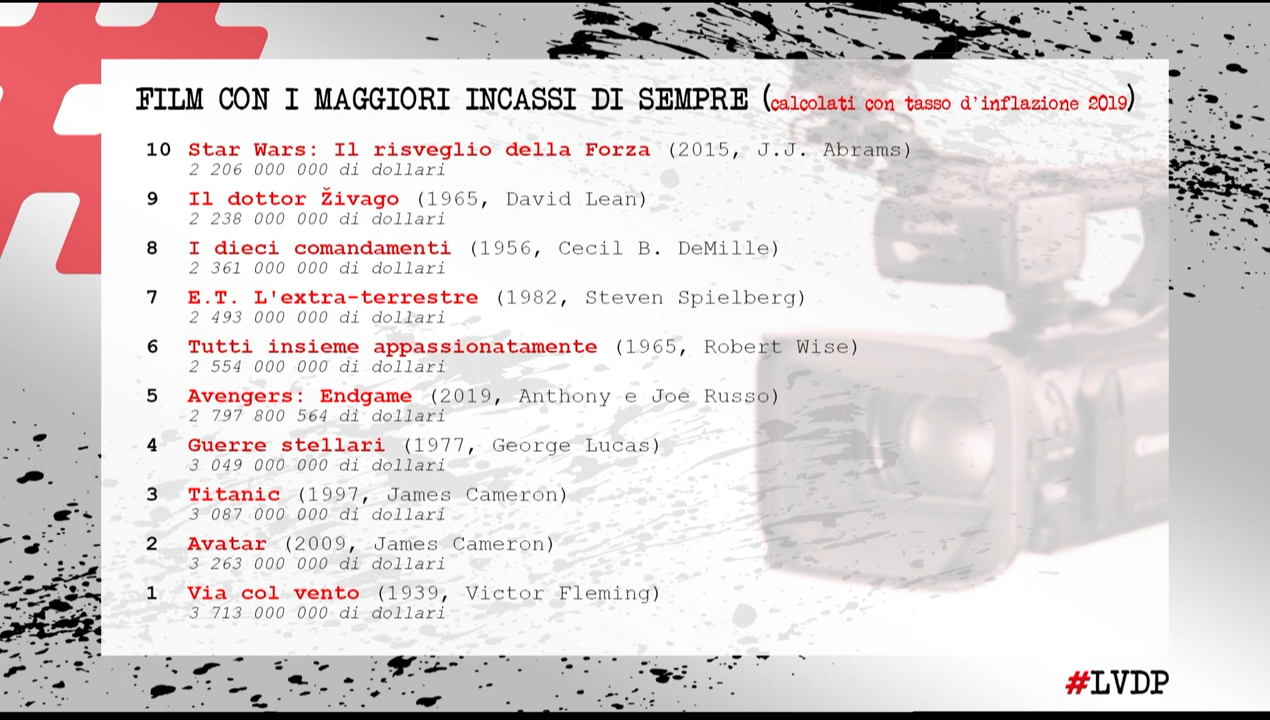 FILM CON I MAGGIORI INCASSI DI SEMPRE (calcolati con tasso d'inflazione 2019)
10 Star Wars: Il risveglio della Forza (2015, J.J. Abrams)
2 206 000 000 di dollari
9 Il dottor Živago (1965, David Lean)
2 238 000 000 di dollari
8 I dieci comandamenti (1956, Cecil B. DeMille)
2 361 000 000 di dollari
7 E.T. L'extra-terrestre (1982, Steven Spielberg)
2 493 000 000 di dollari
6 Tutti insieme appassionatamente (1965, Robert Wise)
2 554 000 000 di dollari
5 Avengers: Endgame (2019, Anthony e Joe Russo)
2 797 800 564 di dollari
4 Guerre stellari (1977, George Lucas)
3 049 000 000 di dollari
3 Titanic (1997, James Cameron)
3 087 000 000 di dollari
2 Avatar (2009, James Cameron)
3 263 000 000 di dollari
1 Via col vento (1939, Victor Fleming)
3 713 000 000 di dollari
#LVDP